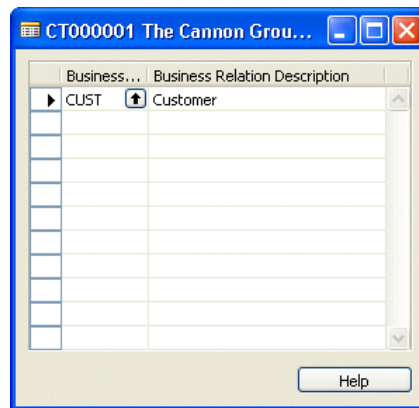 CT000001 The Cannon Grou...
Business... Business Relation Description
CUST Customer
Help